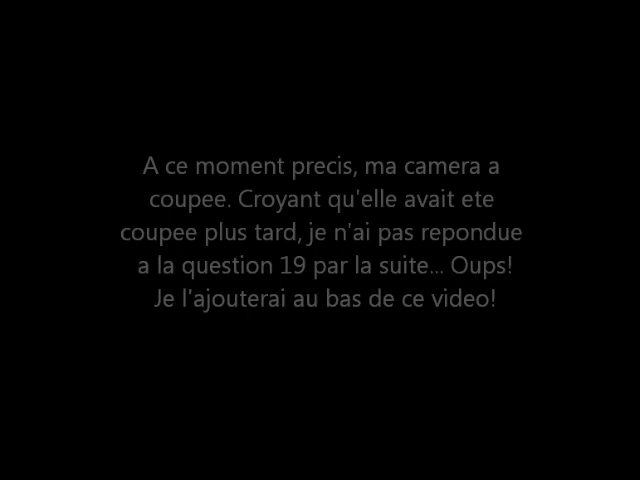 A ce moment precis, ma camera a
coupee. Croyant qu'elle avait ete
coupee plus tard, je n'ai pas repondue
a la question 19 par la suite... Oups!
Je l'ajouterai au bas de ce video!